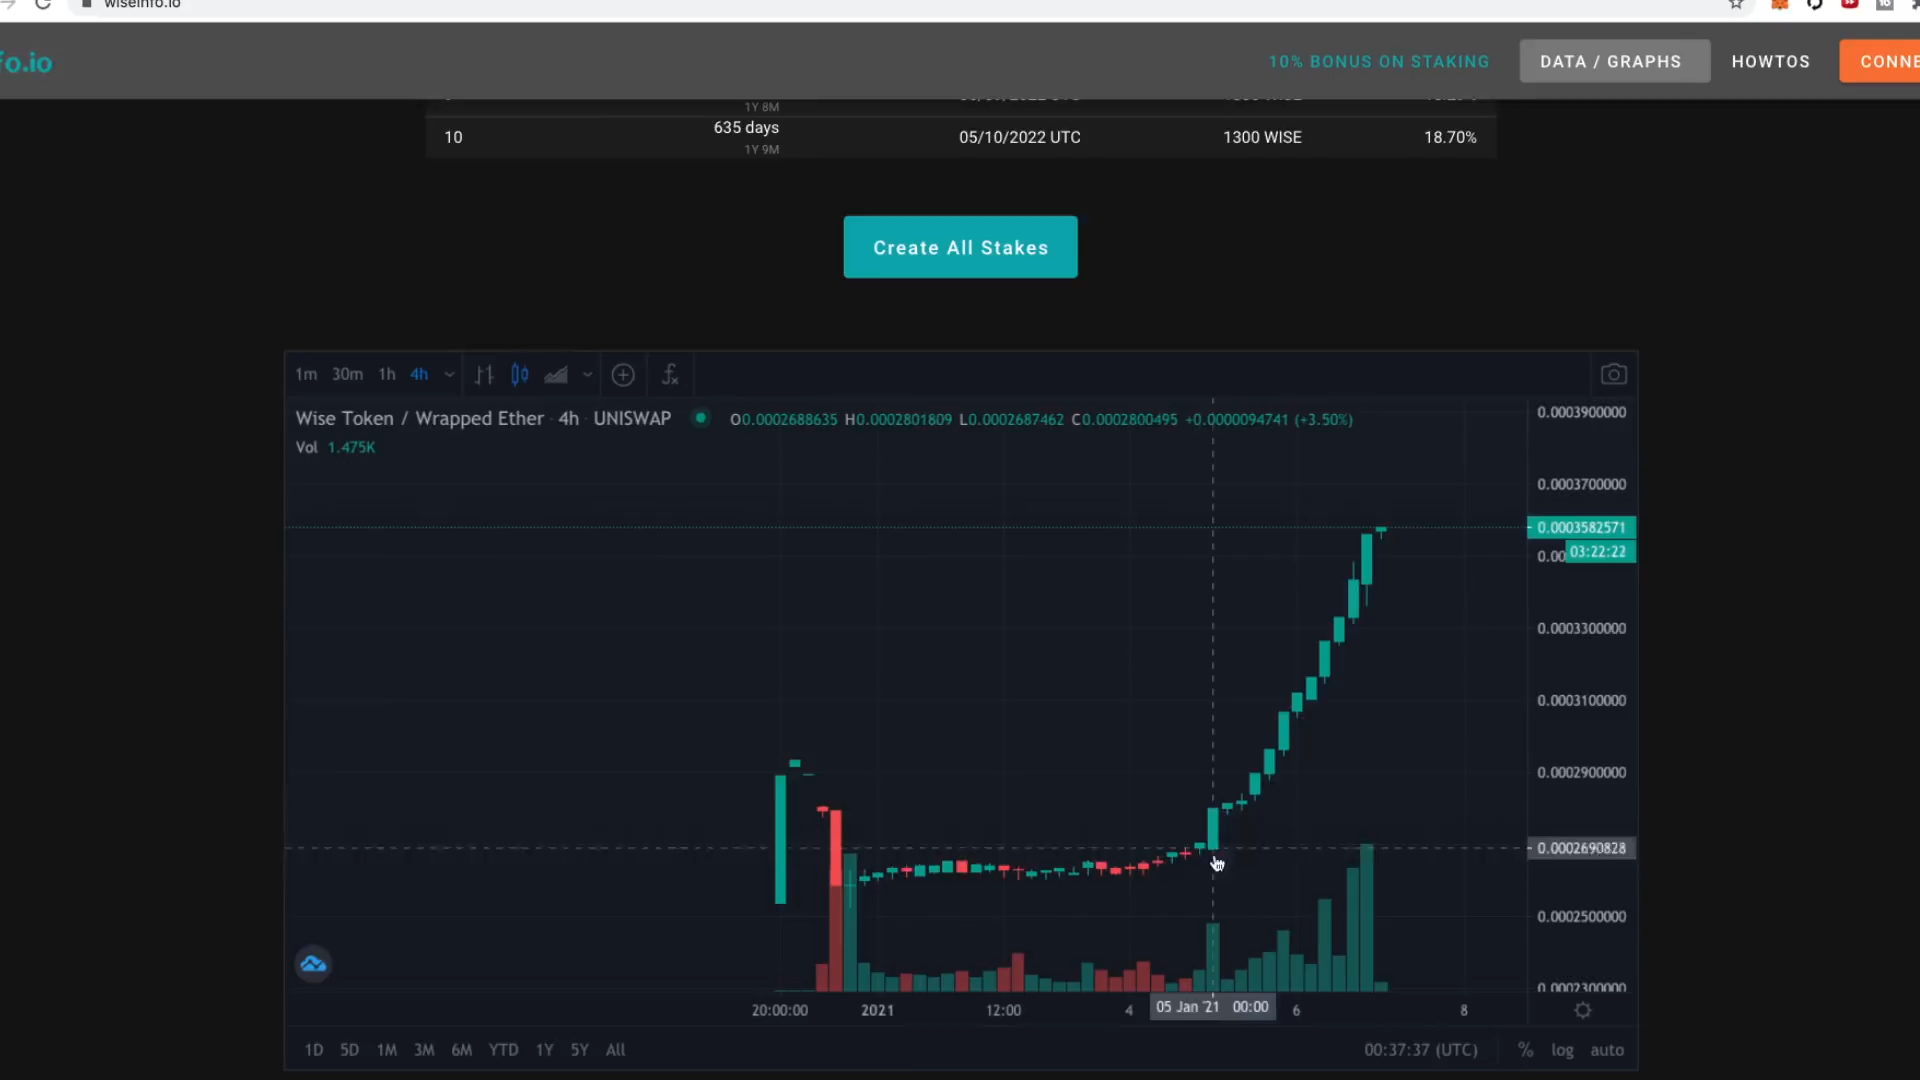 wiseinfo.io
fo.io
10% BONUS ON STAKING
DATA / GRAPHS
HOWTOS
CONNE
1Y 8M
10
635 days
1Y 9M
05/10/2022 UTC
1300 WISE
18.70%
Create All Stakes
1m 30m 1h 4h
Wise Token / Wrapped Ether · 4h · UNISWAP
O0.0002688635 H0.0002801809 L0.0002687462 C0.0002800495 +0.0000094741 (+3.50%)
Vol 1.475K
0.0003900000
0.0003700000
0.0003582571
0.00
03:22:22
0.0003300000
0.0003100000
0.0002900000
0.0002690828
0.0002500000
0.0002300000
20:00:00 2021 12:00 4 05 Jan '21 00:00 6 8
1D 5D 1M 3M 6M YTD 1Y 5Y All
00:37:37 (UTC) % log auto